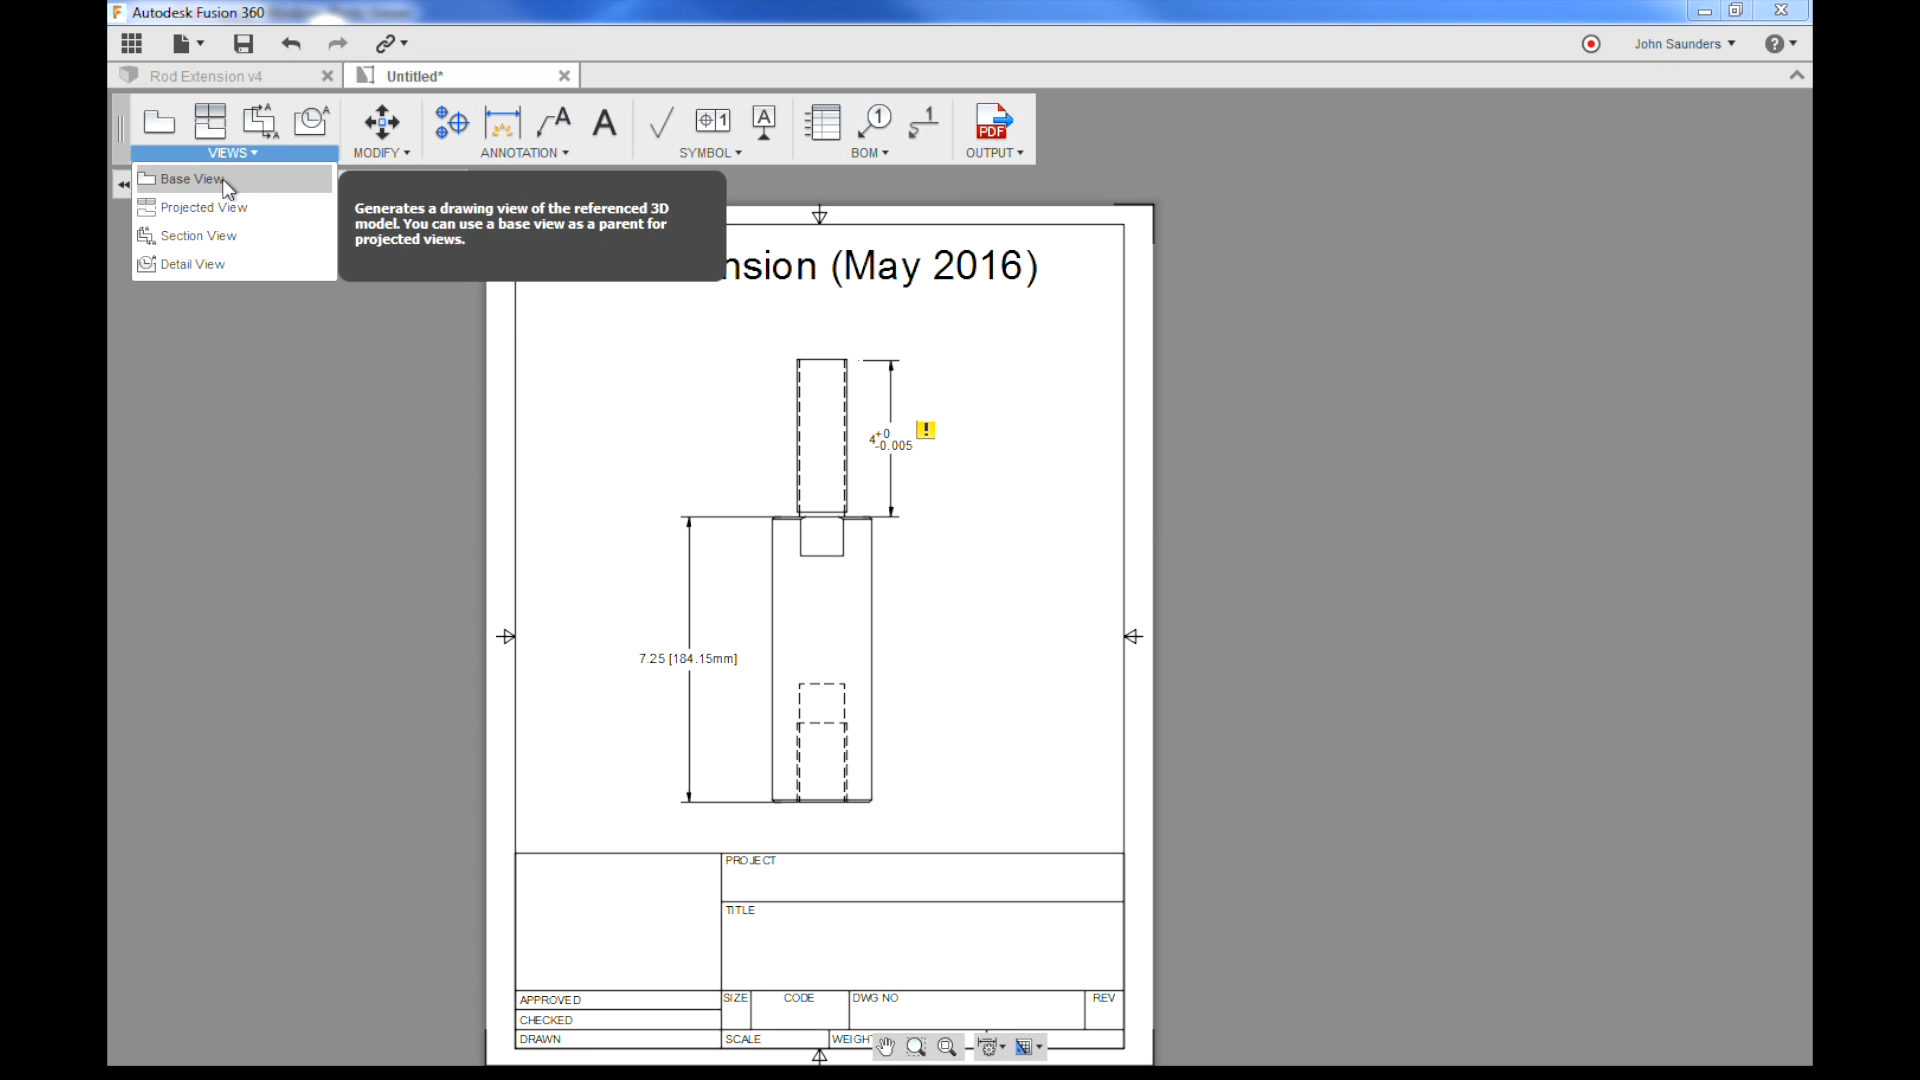 Autodesk Fusion 360
John Saunders
Rod Extension v4
Untitled*
VIEWS
MODIFY
ANNOTATION
SYMBOL
BOM
OUTPUT
PDF
Base View
Projected View
Section View
Detail View
Generates a drawing view of the referenced 3D
model. You can use a base view as a parent for
projected views.
nsion (May 2016)
4 +0
-0.005
7.25 [184.15mm]
PROJECT
TITLE
APPROVED
SIZE
CODE
DWG NO
REV
CHECKED
DRAWN
SCALE
WEIGH